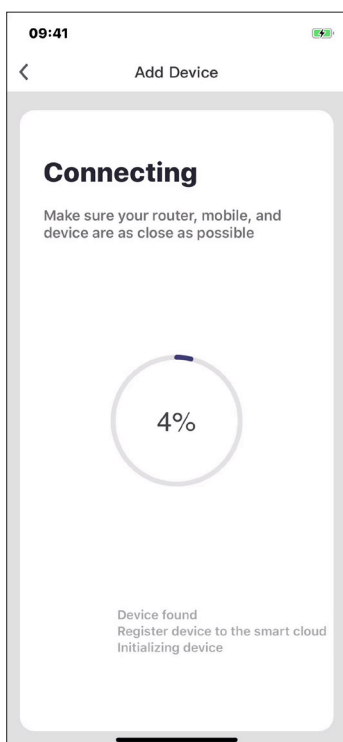 09:41
Add Device
Connecting
Make sure your router, mobile, and
device are as close as possible
4%
Device found
Register device to the smart cloud
Initializing device